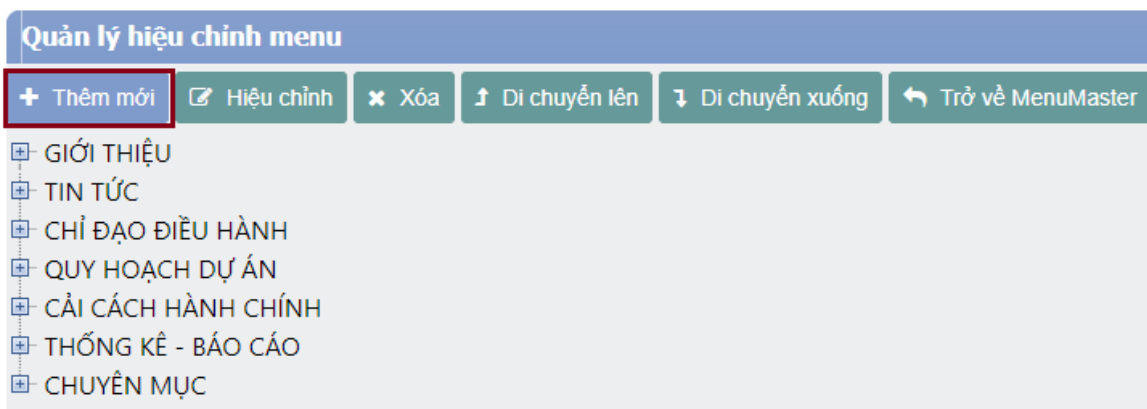 Quản lý hiệu chỉnh menu
Thêm mới Hiệu chỉnh Xóa Di chuyển lên Di chuyển xuống Trở về MenuMaster
GIỚI THIỆU
TIN TỨC
CHỈ ĐẠO ĐIỀU HÀNH
QUY HOẠCH DỰ ÁN
CẢI CÁCH HÀNH CHÍNH
THỐNG KÊ - BÁO CÁO
CHUYÊN MỤC